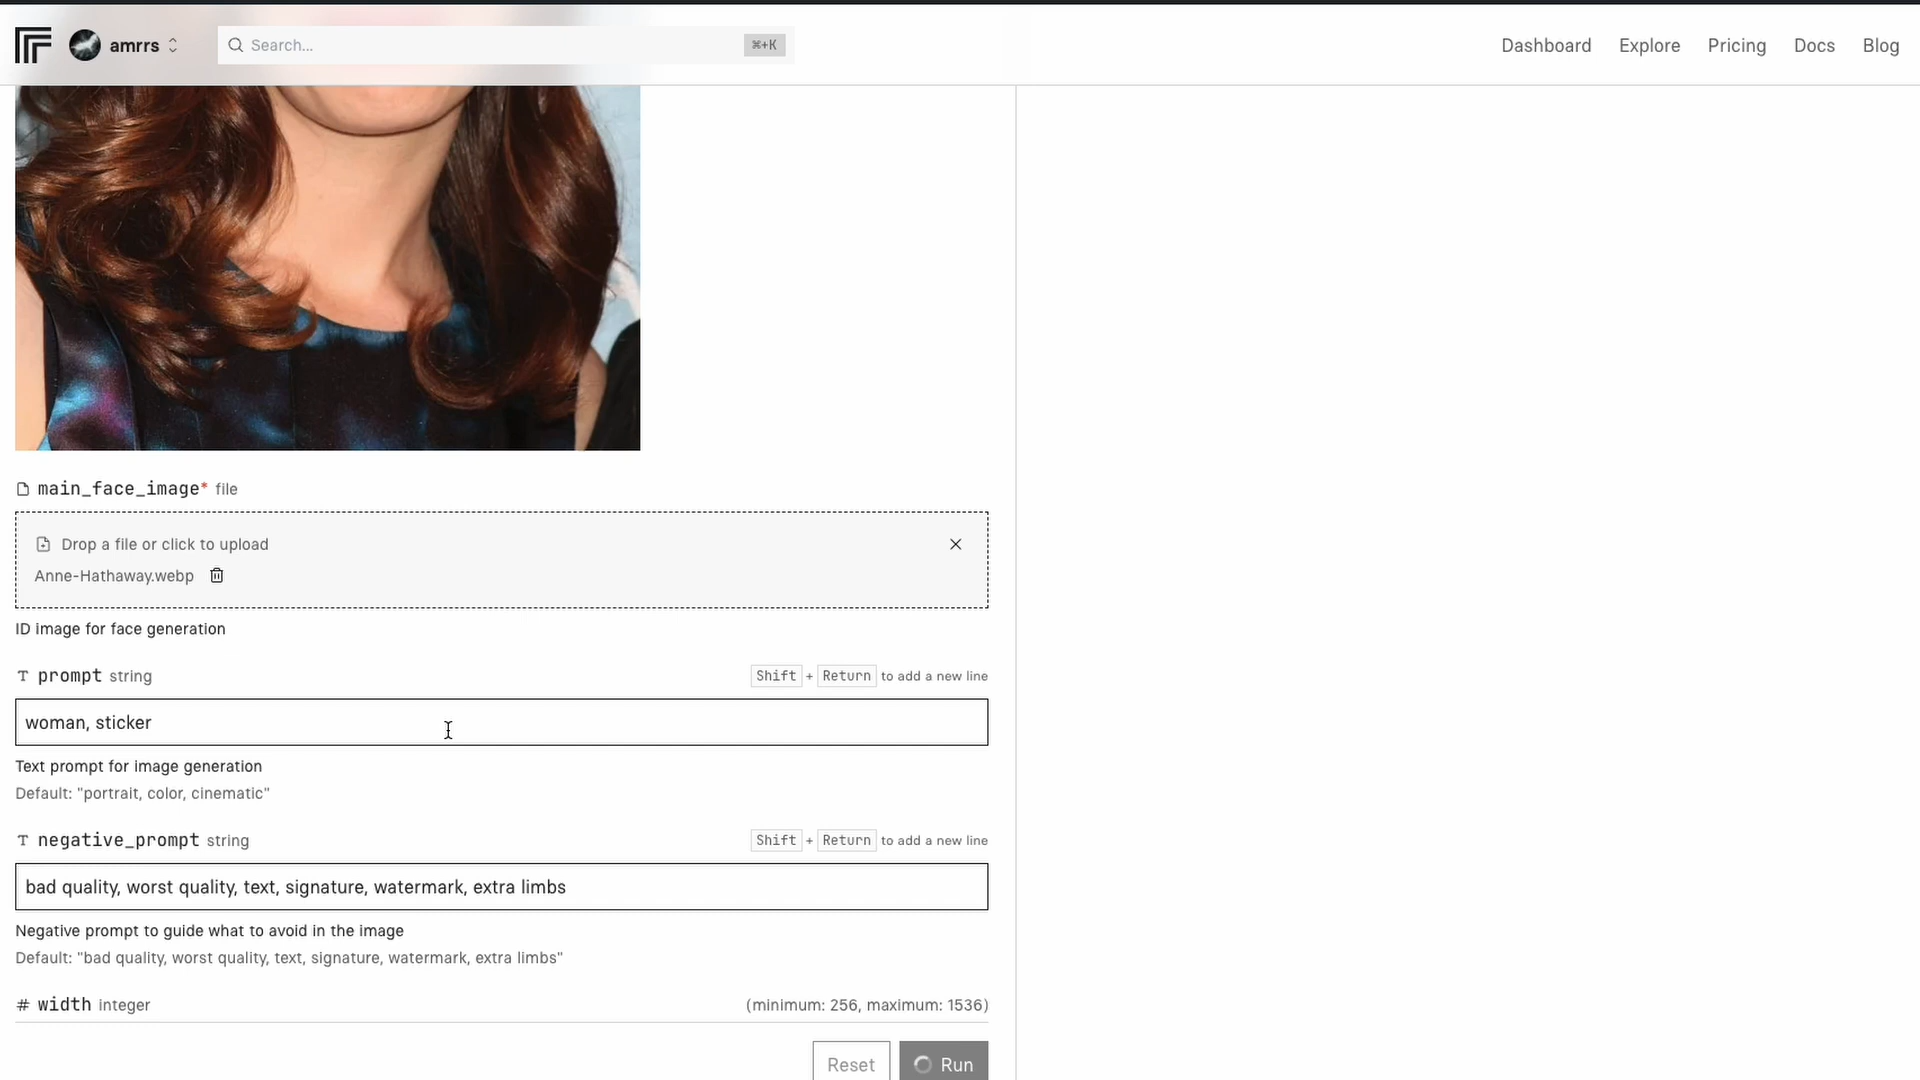 amrrs
Search...
⌘+K
Dashboard
Explore
Pricing
Docs
Blog
main_face_image* file
Drop a file or click to upload
Anne-Hathaway.webp
ID image for face generation
prompt string
Shift + Return to add a new line
woman, sticker
Text prompt for image generation
Default: "portrait, color, cinematic"
negative_prompt string
Shift + Return to add a new line
bad quality, worst quality, text, signature, watermark, extra limbs
Negative prompt to guide what to avoid in the image
Default: "bad quality, worst quality, text, signature, watermark, extra limbs"
# width integer
(minimum: 256, maximum: 1536)
Reset
Run